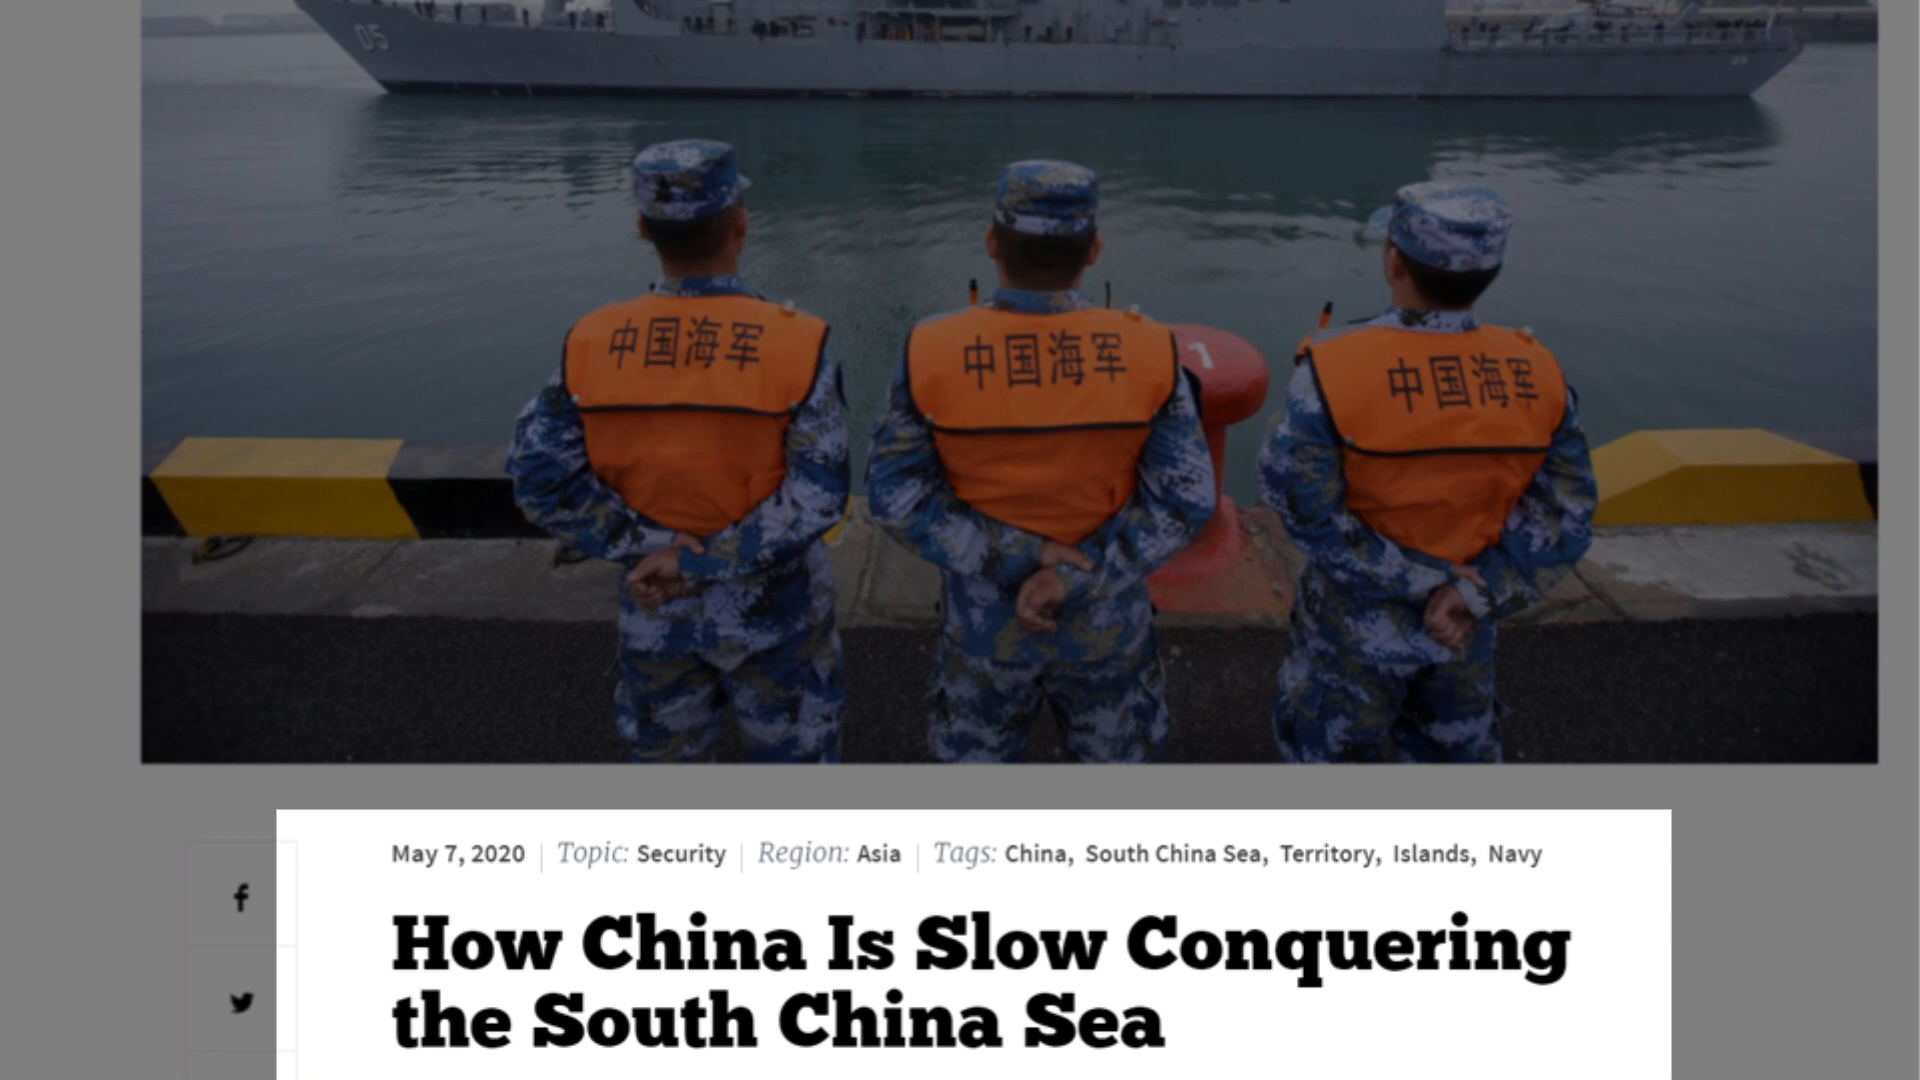 05
中国海军
中国海军
中国海军
1
May 7, 2020 | Topic: Security | Region: Asia | Tags: China, South China Sea, Territory, Islands, Navy
How China Is Slow Conquering
the South China Sea